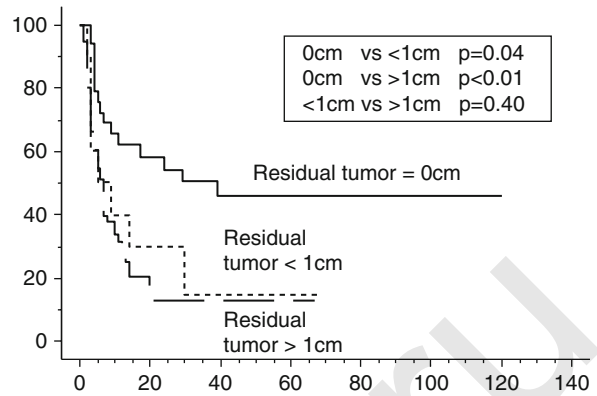 100
80
60
40
20
0
0cm vs <1cm p=0.04
0cm vs >1cm p<0.01
<1cm vs >1cm p=0.40
Residual tumor = 0cm
Residual
tumor < 1cm
Residual
tumor > 1cm
0 20 40 60 80 100 120 140
ru